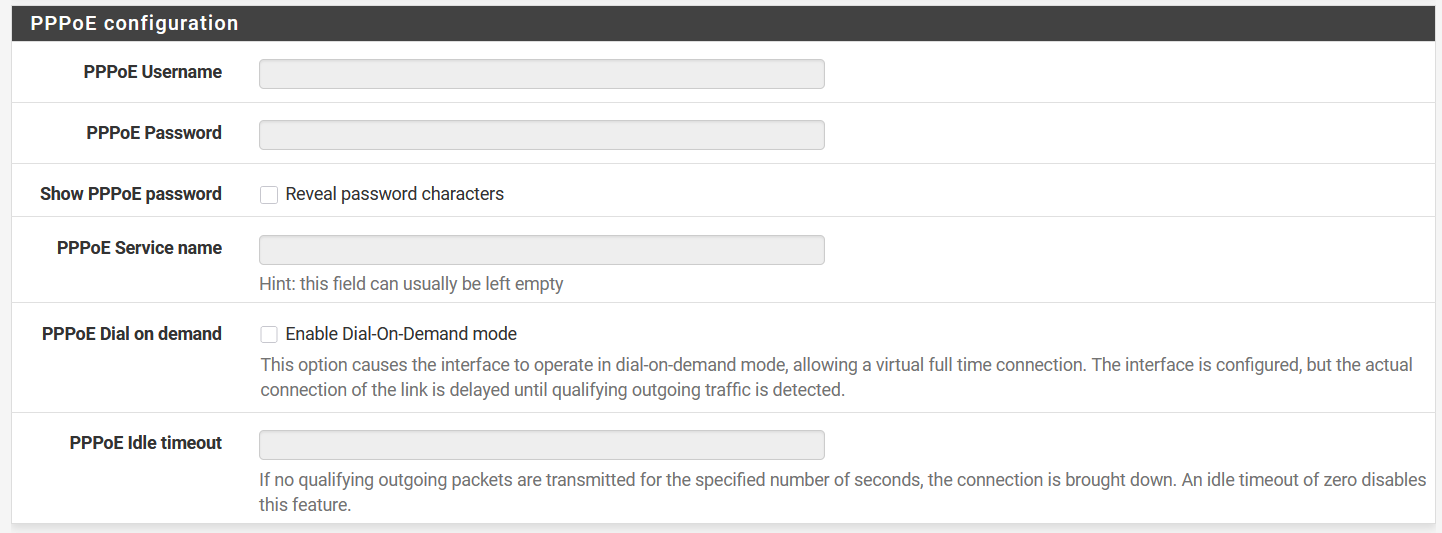 PPPoE configuration
PPPoE Username
PPPoE Password
Show PPPoE password
Reveal password characters
PPPoE Service name
Hint: this field can usually be left empty
PPPoE Dial on demand
Enable Dial-On-Demand mode
This option causes the interface to operate in dial-on-demand mode, allowing a virtual full time connection. The interface is configured, but the actual
connection of the link is delayed until qualifying outgoing traffic is detected.
PPPoE Idle timeout
If no qualifying outgoing packets are transmitted for the specified number of seconds, the connection is brought down. An idle timeout of zero disables
this feature.